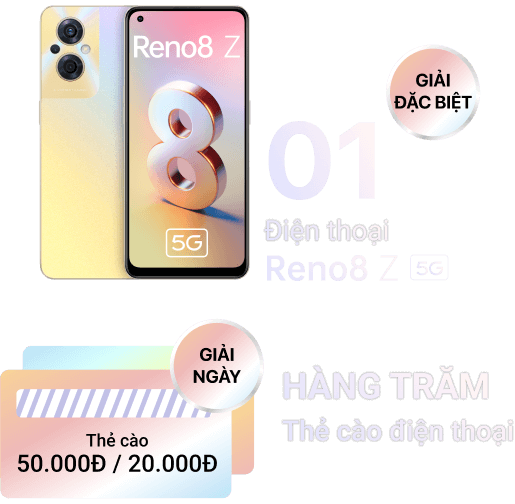 Reno8 Z
8
5G
GIẢI
ĐẶC BIỆT
01
Điện thoại
Reno8 Z 5G
GIẢI
NGÀY
Thẻ cào
50.000Đ / 20.000Đ
HÀNG TRĂM
Thẻ cào điện thoại